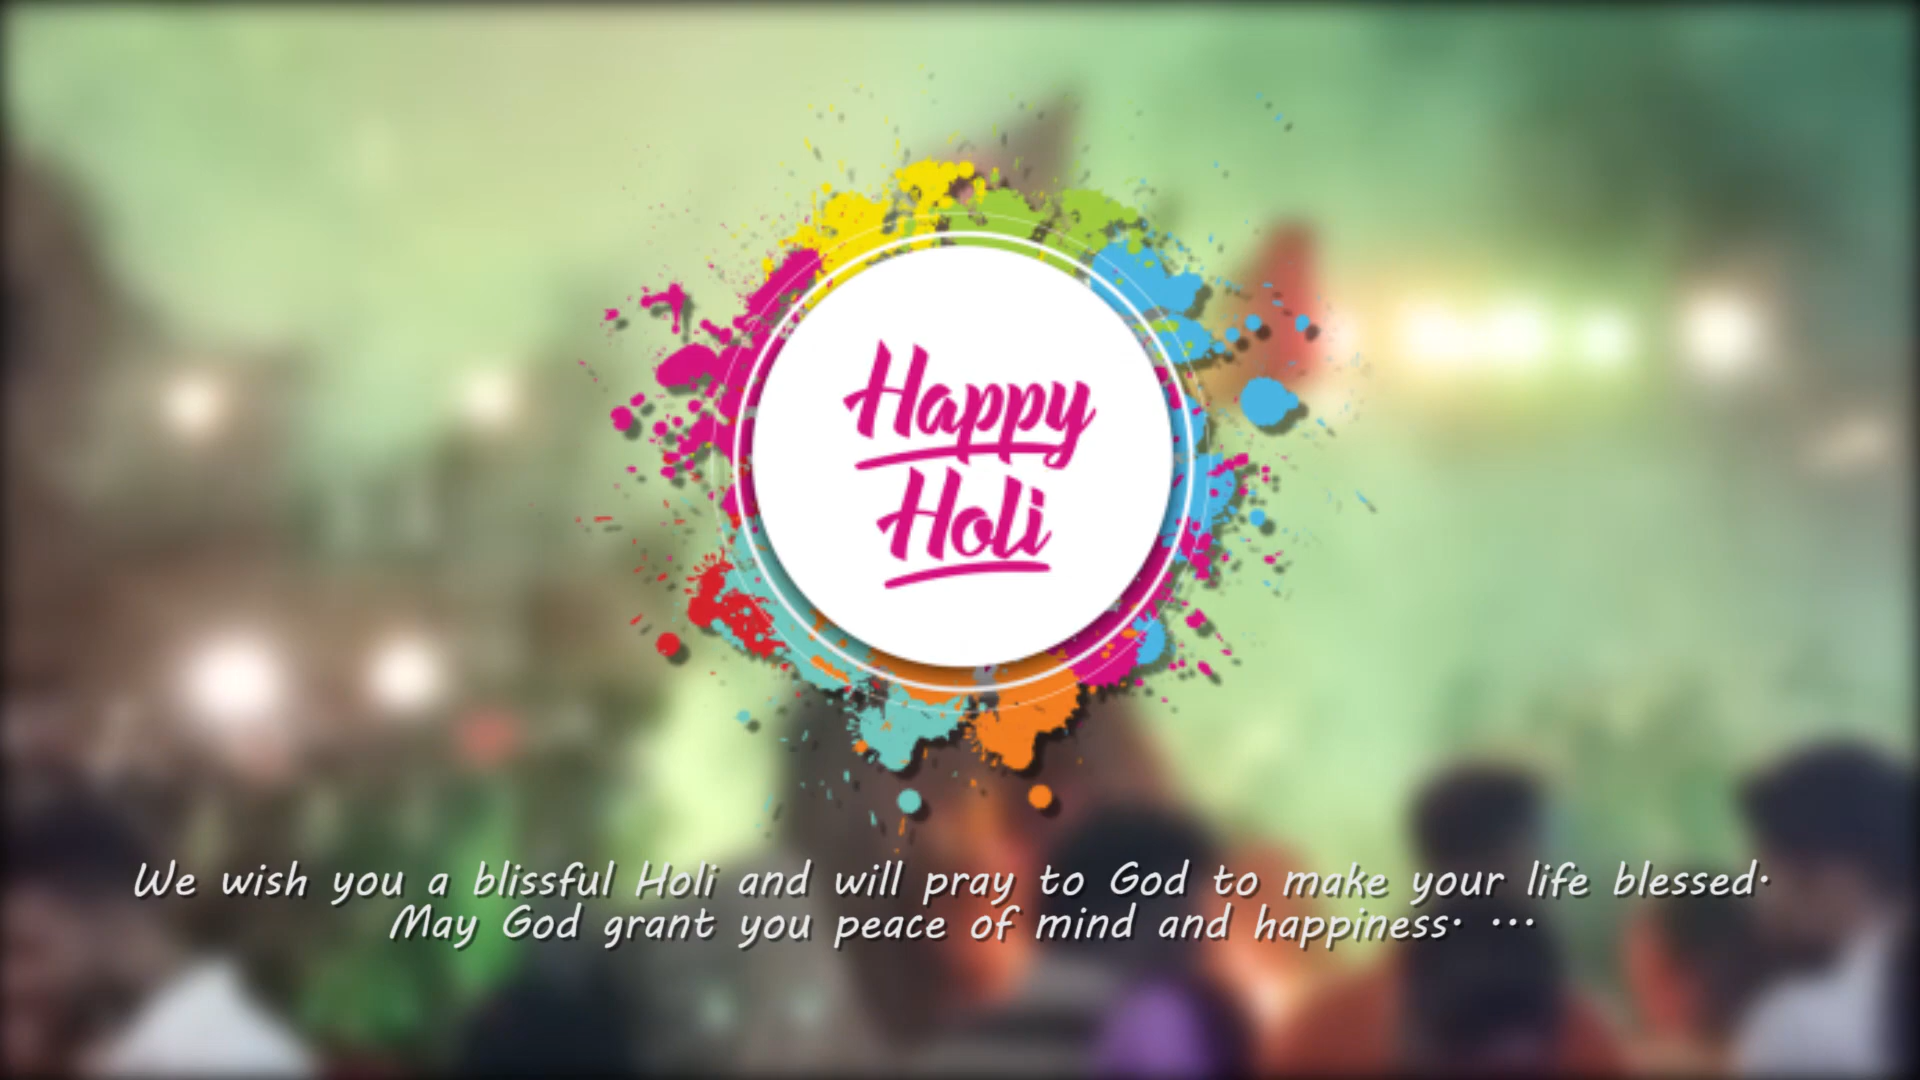 Happy
Holi
We wish you a blissful Holi and will pray to God to make your life blessed.
May God grant you peace of mind and happiness. ...